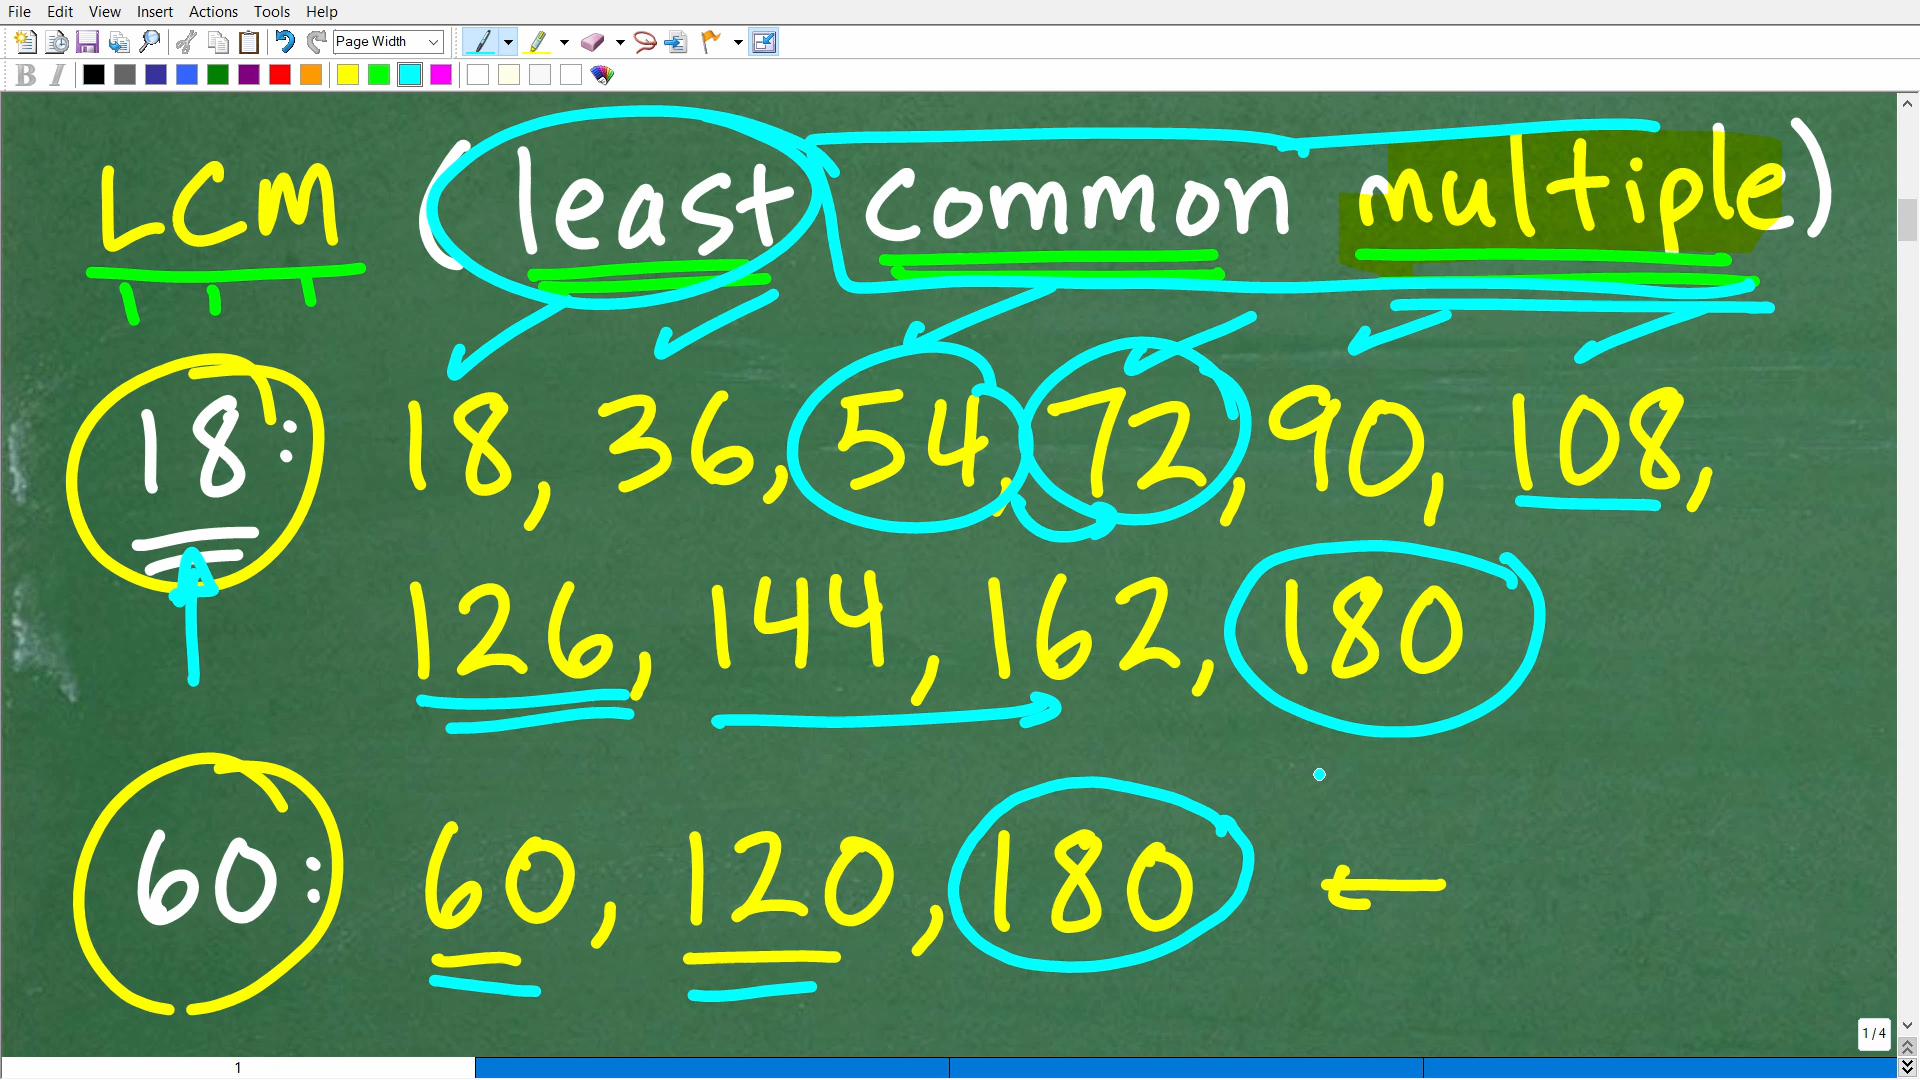 File Edit View Insert Actions Tools Help
Page Width
B I
LCM (least common multiple)
18: 18, 36, 54, 72, 90, 108,
126, 144, 162, 180
60: 60, 120, 180
1 / 4
1